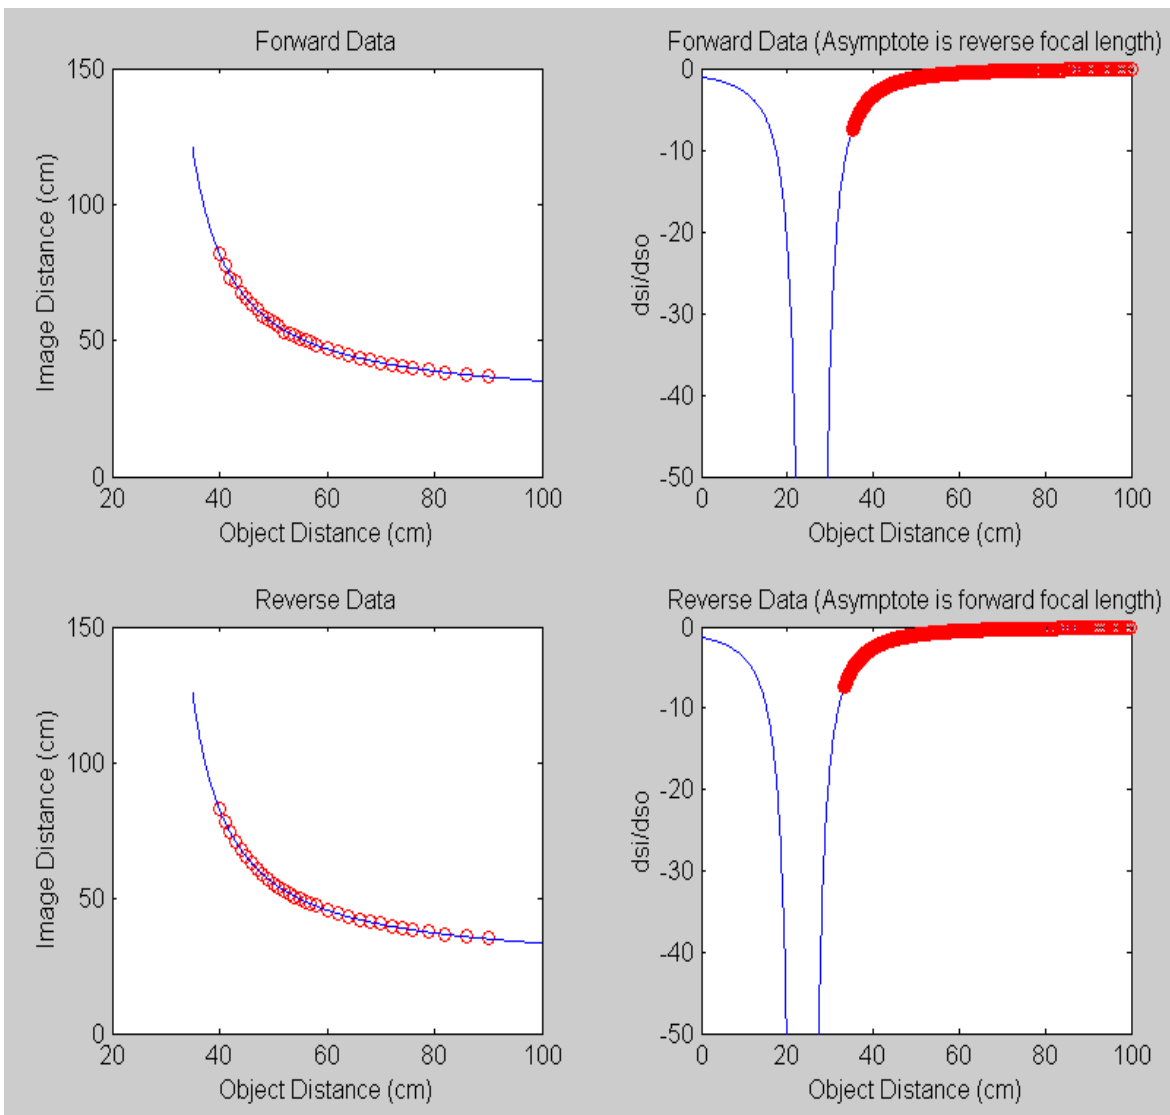 Forward Data
150
100
50
0
Image Distance (cm)
20 40 60 80 100
Object Distance (cm)
Forward Data (Asymptote is reverse focal length)
0
-10
-20
-30
-40
-50
dsi/dso
0 20 40 60 80 100
Object Distance (cm)
Reverse Data
150
100
50
0
Image Distance (cm)
20 40 60 80 100
Object Distance (cm)
Reverse Data (Asymptote is forward focal length)
0
-10
-20
-30
-40
-50
dsi/dso
0 20 40 60 80 100
Object Distance (cm)